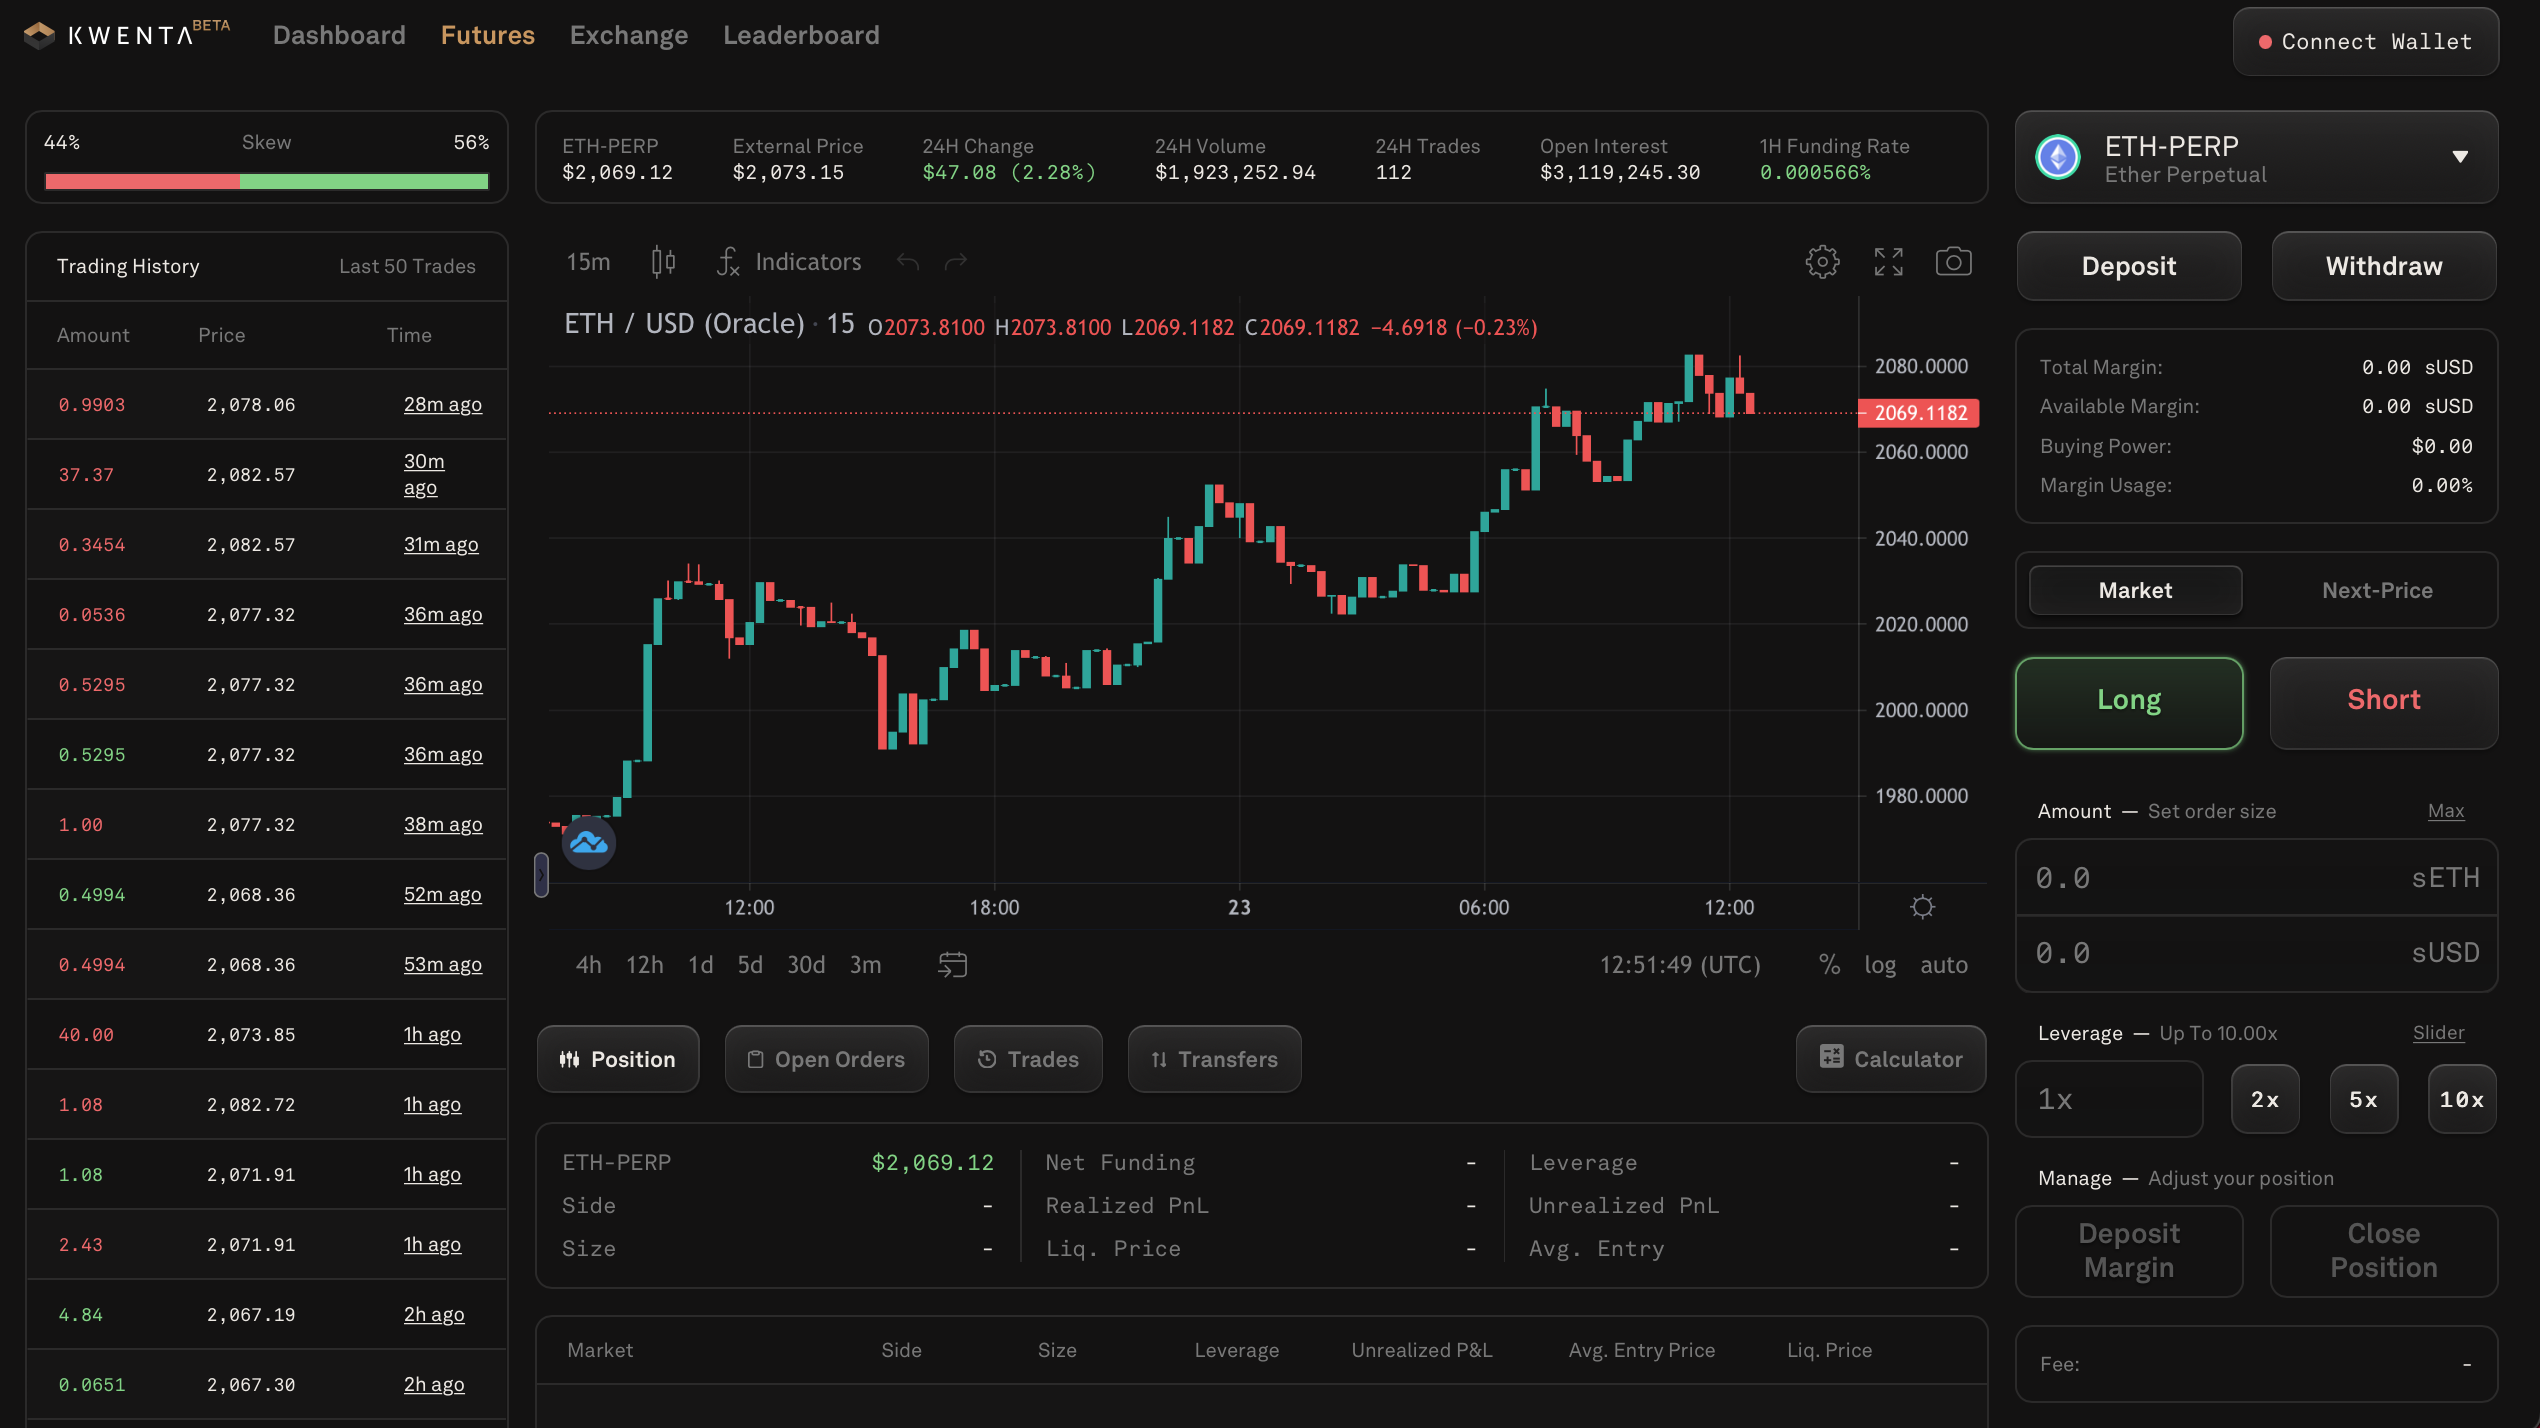 KWENTA BETA
Dashboard Futures Exchange Leaderboard
Connect Wallet
44% Skew 56%
Trading History Last 50 Trades
Amount Price Time
0.9903 2,078.06 28m ago
37.37 2,082.57 30m ago
0.3454 2,082.57 31m ago
0.0536 2,077.32 36m ago
0.5295 2,077.32 36m ago
0.5295 2,077.32 36m ago
1.00 2,077.32 38m ago
0.4994 2,068.36 52m ago
0.4994 2,068.36 53m ago
40.00 2,073.85 1h ago
1.08 2,082.72 1h ago
1.08 2,071.91 1h ago
2.43 2,071.91 1h ago
4.84 2,067.19 2h ago
0.0651 2,067.30 2h ago
ETH-PERP External Price 24H Change 24H Volume 24H Trades Open Interest 1H Funding Rate
$2,069.12 $2,073.15 $47.08 (2.28%) $1,923,252.94 112 $3,119,245.30 0.000566%
15m Indicators
ETH / USD (Oracle) · 15 O2073.8100 H2073.8100 L2069.1182 C2069.1182 −4.6918 (−0.23%)
2080.0000
2069.1182
2060.0000
2040.0000
2020.0000
2000.0000
1980.0000
12:00 18:00 23 06:00 12:00
4h 12h 1d 5d 30d 3m 12:51:49 (UTC) % log auto
Position Open Orders Trades Transfers Calculator
ETH-PERP $2,069.12 Net Funding - Leverage -
Side - Realized PnL - Unrealized PnL -
Size - Liq. Price - Avg. Entry -
Market Side Size Leverage Unrealized P&L Avg. Entry Price Liq. Price
ETH-PERP
Ether Perpetual
Deposit Withdraw
Total Margin: 0.00 sUSD
Available Margin: 0.00 sUSD
Buying Power: $0.00
Margin Usage: 0.00%
Market Next-Price
Long Short
Amount — Set order size Max
0.0 sETH
0.0 sUSD
Leverage — Up To 10.00x Slider
1x 2x 5x 10x
Manage — Adjust your position
Deposit Margin Close Position
Fee: -